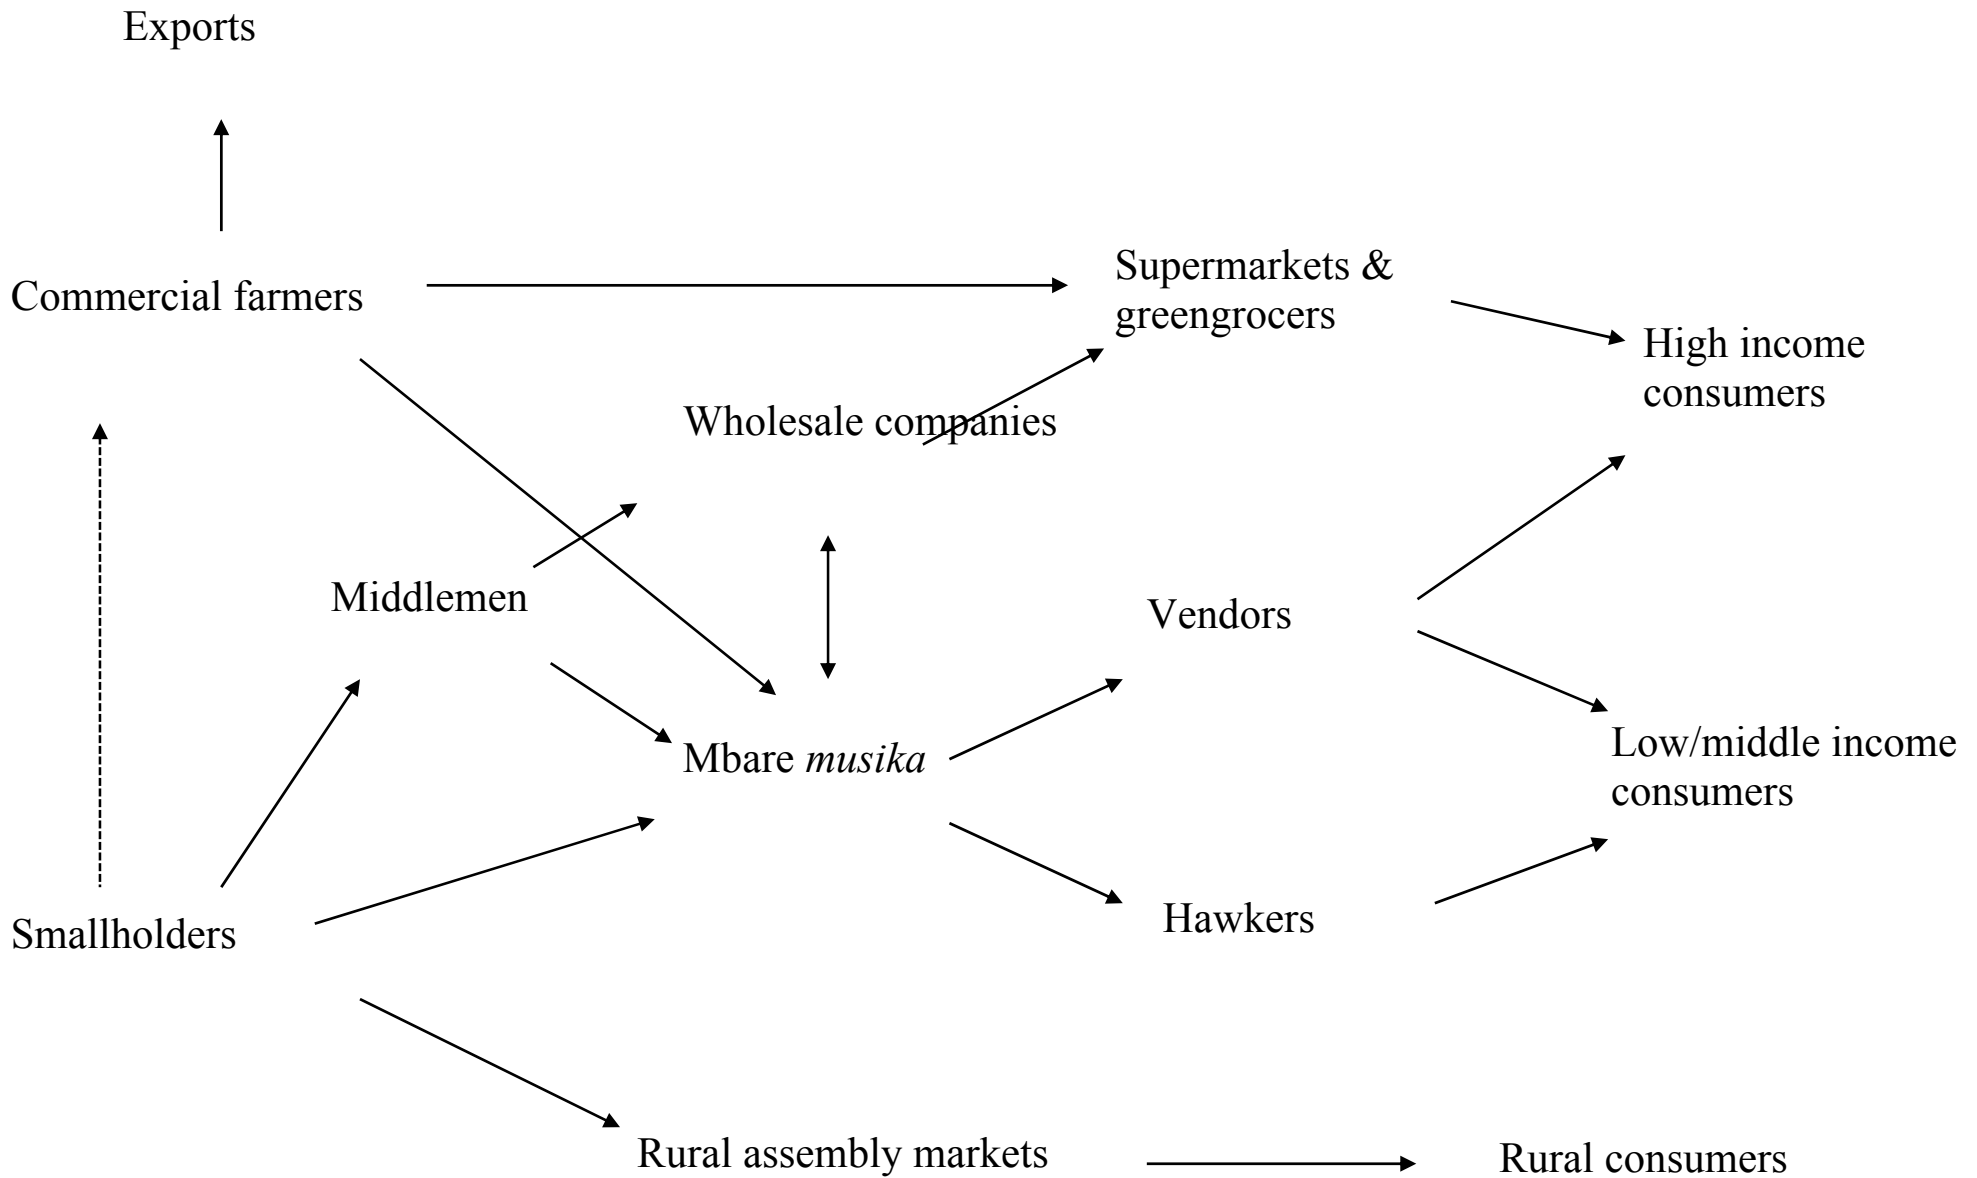 Exports
Commercial farmers
Supermarkets &
greengrocers
High income
consumers
Wholesale companies
Middlemen
Vendors
Mbare musika
Low/middle income
consumers
Smallholders
Hawkers
Rural assembly markets
Rural consumers